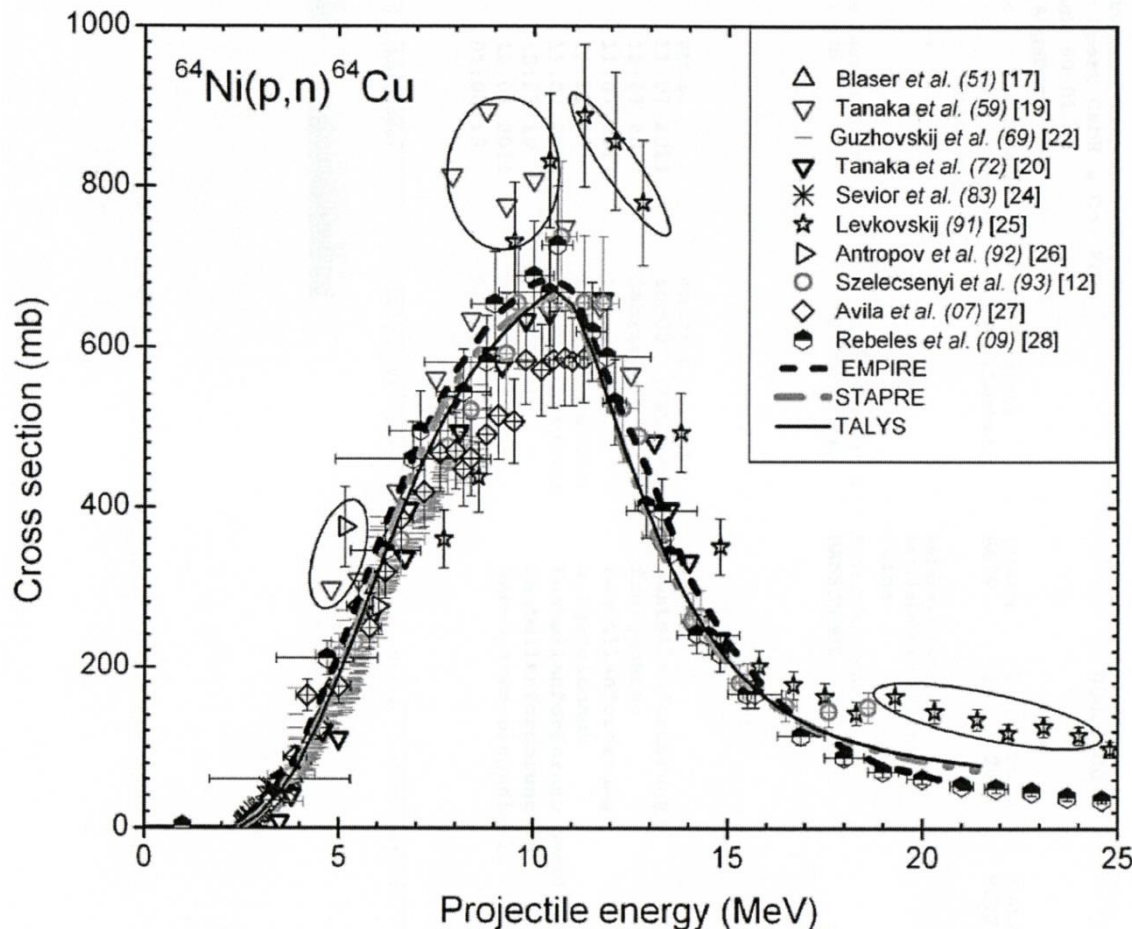 1000
800
600
400
200
0
Cross section (mb)
⁶⁴Ni(p,n)⁶⁴Cu
Blaser et al. (51) [17]
Tanaka et al. (59) [19]
Guzhovskij et al. (69) [22]
Tanaka et al. (72) [20]
Sevior et al. (83) [24]
Levkovskij (91) [25]
Antropov et al. (92) [26]
Szelecsenyi et al. (93) [12]
Avila et al. (07) [27]
Rebeles et al. (09) [28]
EMPIRE
STAPRE
TALYS
0 5 10 15 20 25
Projectile energy (MeV)